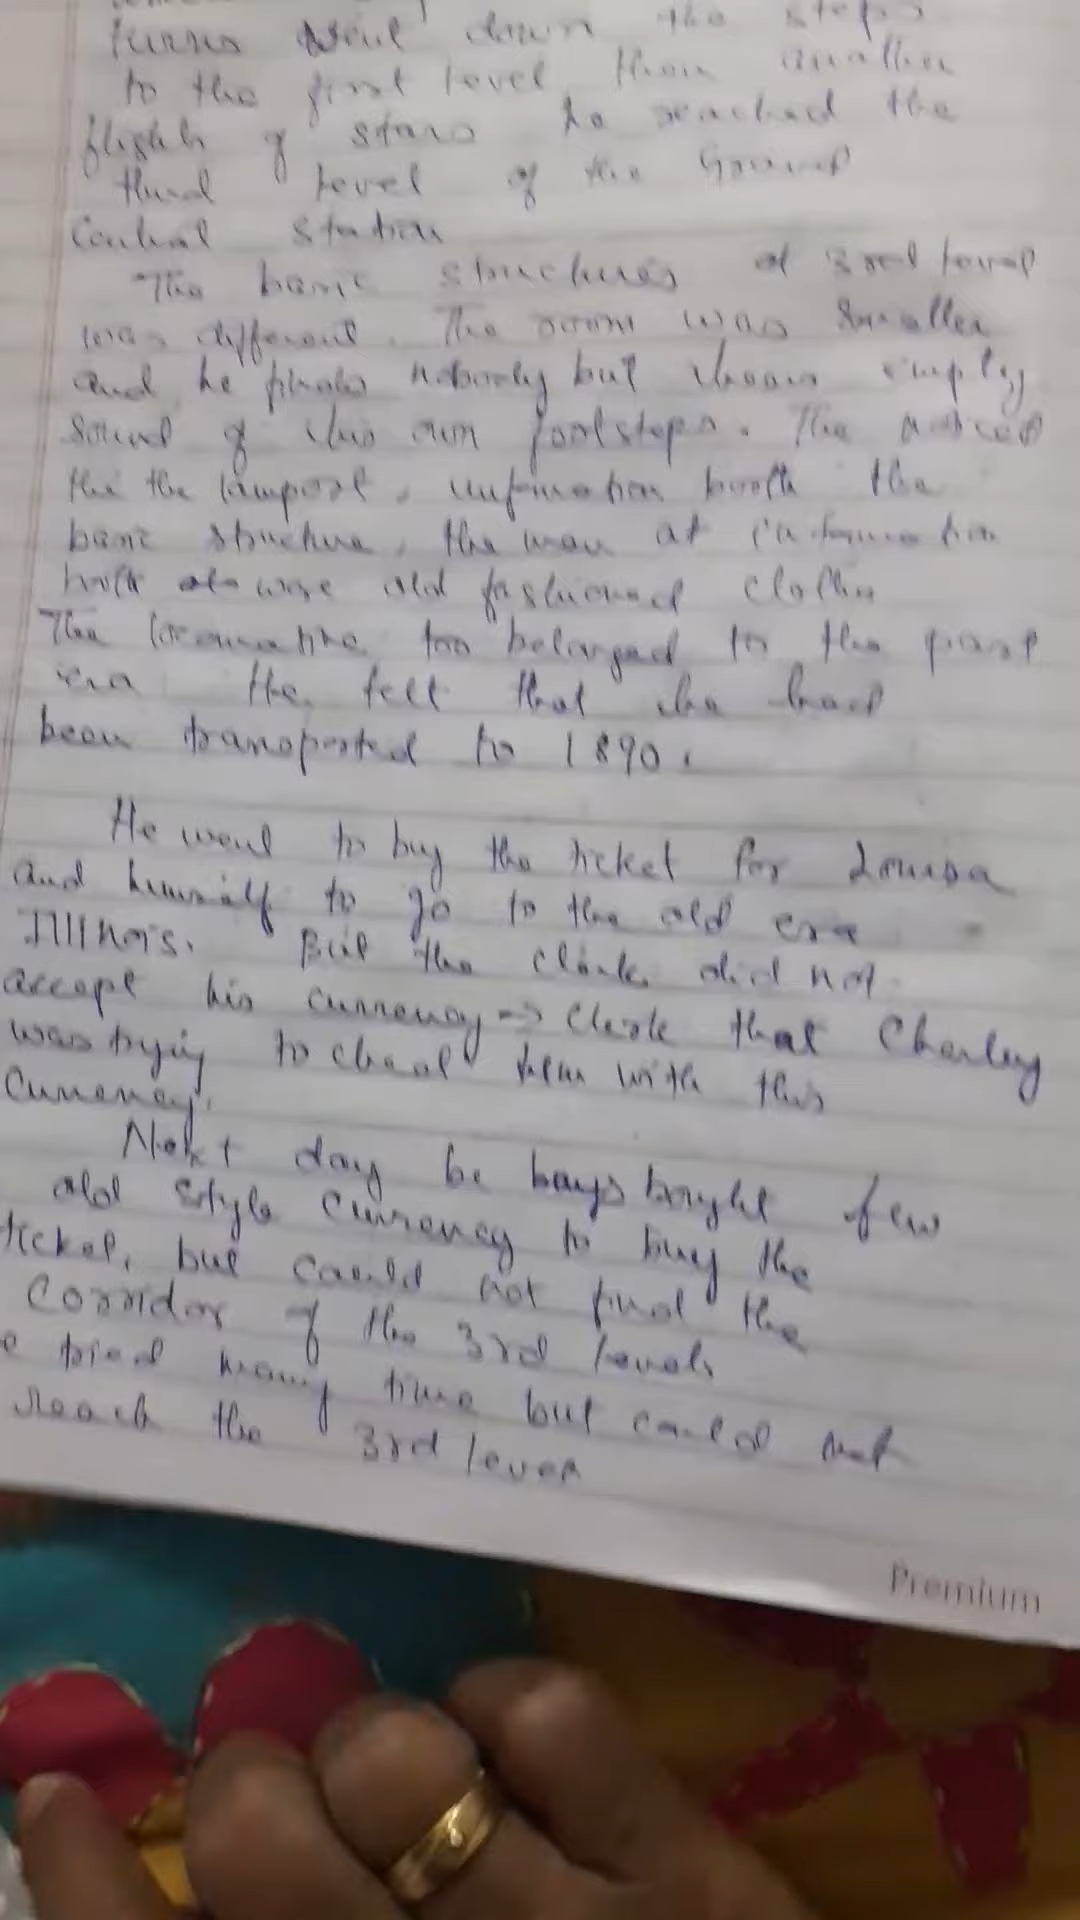 turns went down the steps
to the first level then another
flight of stars he reached the
third level of the Grand
Central station
The basic structures at 3rd level
was different. The room was smaller
and he finds nobody but hears empty
sound of his own footsteps. The noticed
the the lampost, information booth the
basic structure, the man at information
wore old fashioned clothes
The locomotive too belonged to the past
era He felt that he had
been transported to 1890.
He went to buy the ticket for Louisa
and himself to go to the old era
Illinois. But the clerk did not
accept his currency → Clerk that Charley
was trying to cheat him with this
Currency.
Next day he buys bought few
old style currency to buy the
ticket, but could not find the
Corridor of the 3rd level.
tried many time but could not
reach the 3rd level
Premium